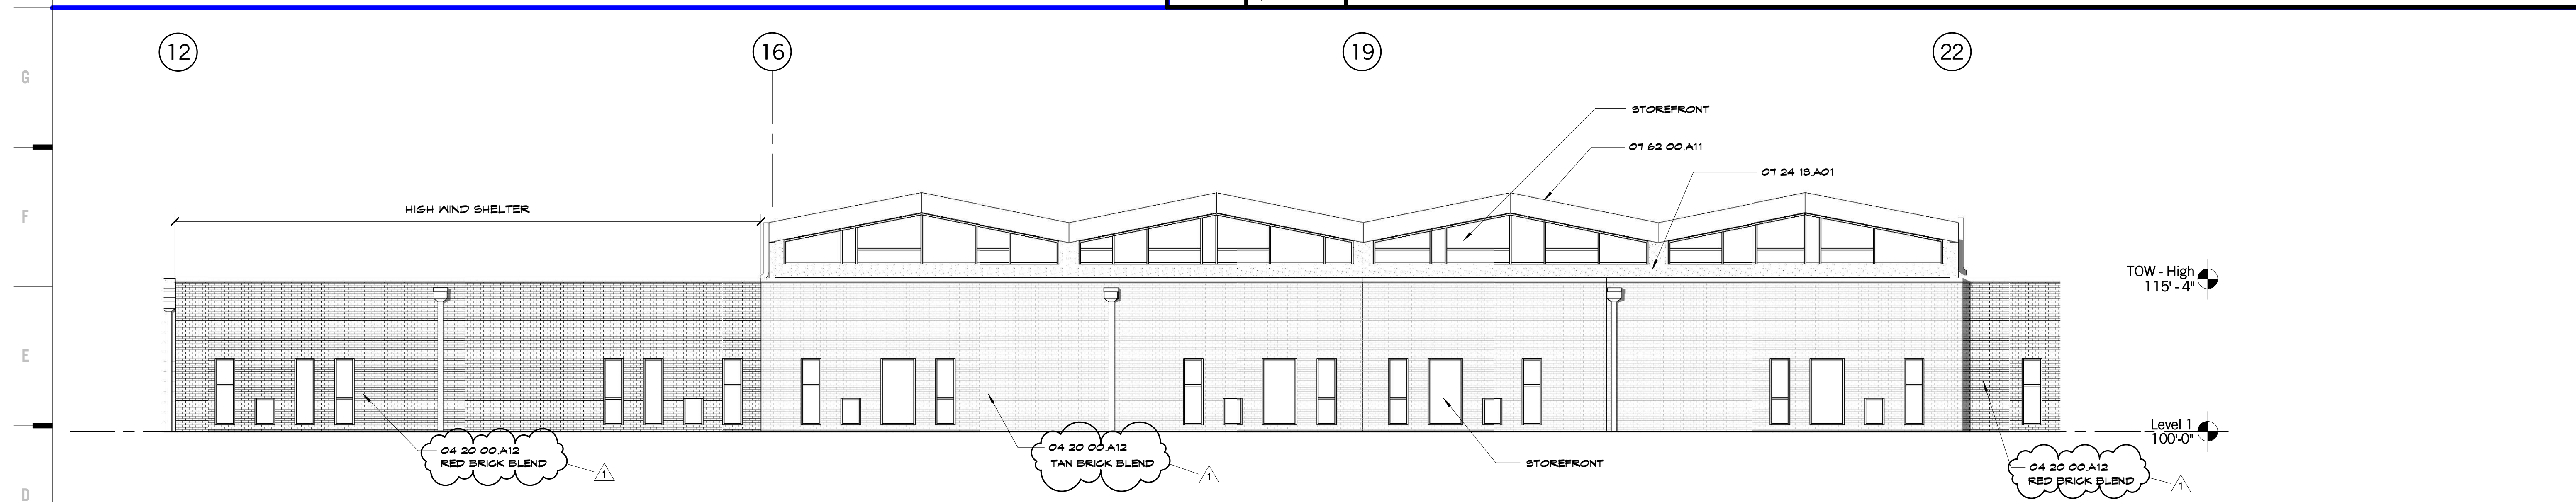 12
16
19
22
G
STOREFRONT
07 62 00.A11
07 24 13.A01
HIGH WIND SHELTER
F
TOW - High
115' - 4"
E
Level 1
100'-0"
04 20 00.A12
RED BRICK BLEND
1
04 20 00.A12
TAN BRICK BLEND
1
STOREFRONT
04 20 00.A12
RED BRICK BLEND
1
D